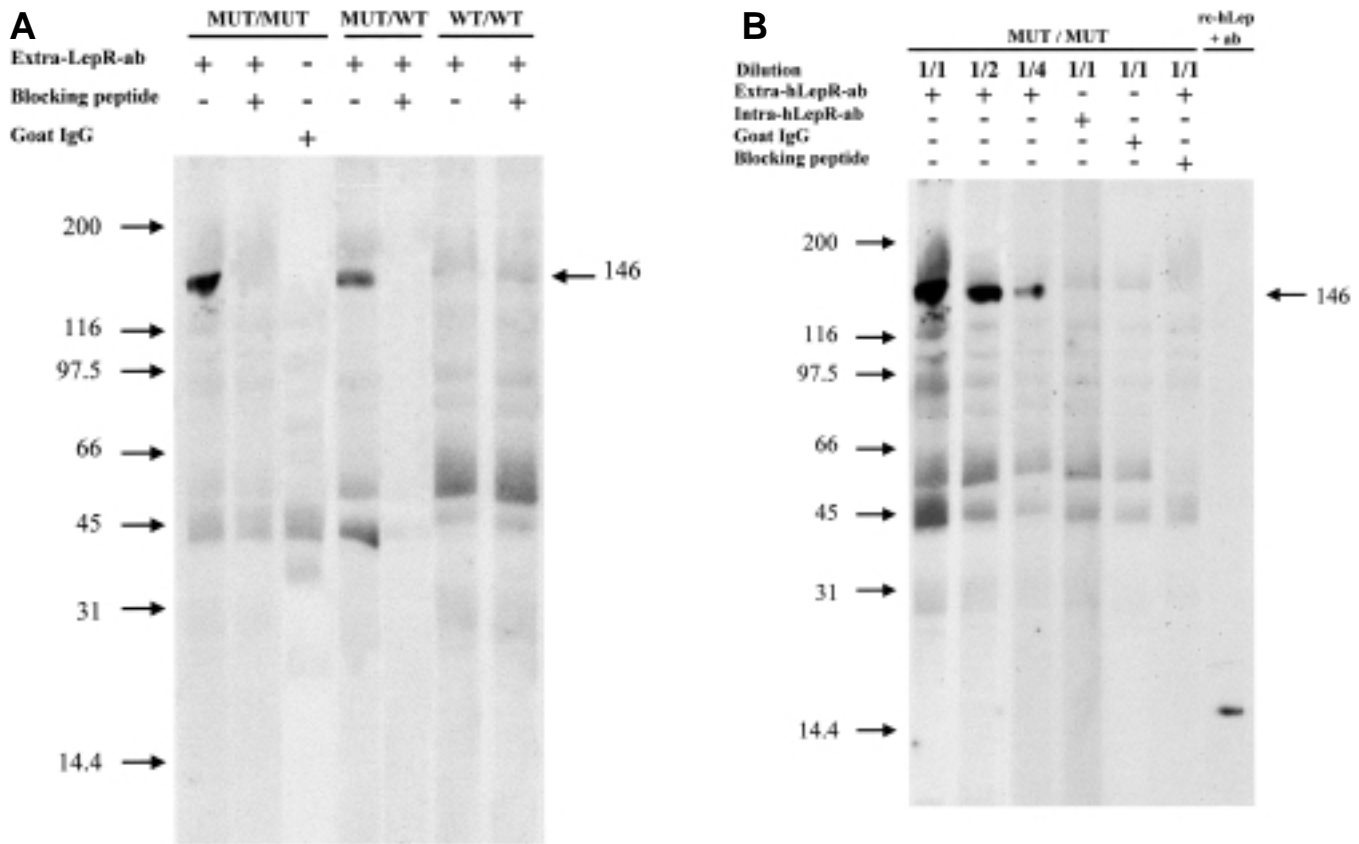 A
MUT/MUT MUT/WT WT/WT
Extra-LepR-ab + + - + + + +
Blocking peptide - + - + - +
Goat IgG +
200
146
116
97.5
66
45
31
14.4
B
rc-hLep
+ ab
MUT / MUT
Dilution 1/1 1/2 1/4 1/1 1/1 1/1
Extra-hLepR-ab + + + - - +
Intra-hLepR-ab - - - + - -
Goat IgG - - - - + -
Blocking peptide - - - - - +
200
146
116
97.5
66
45
31
14.4